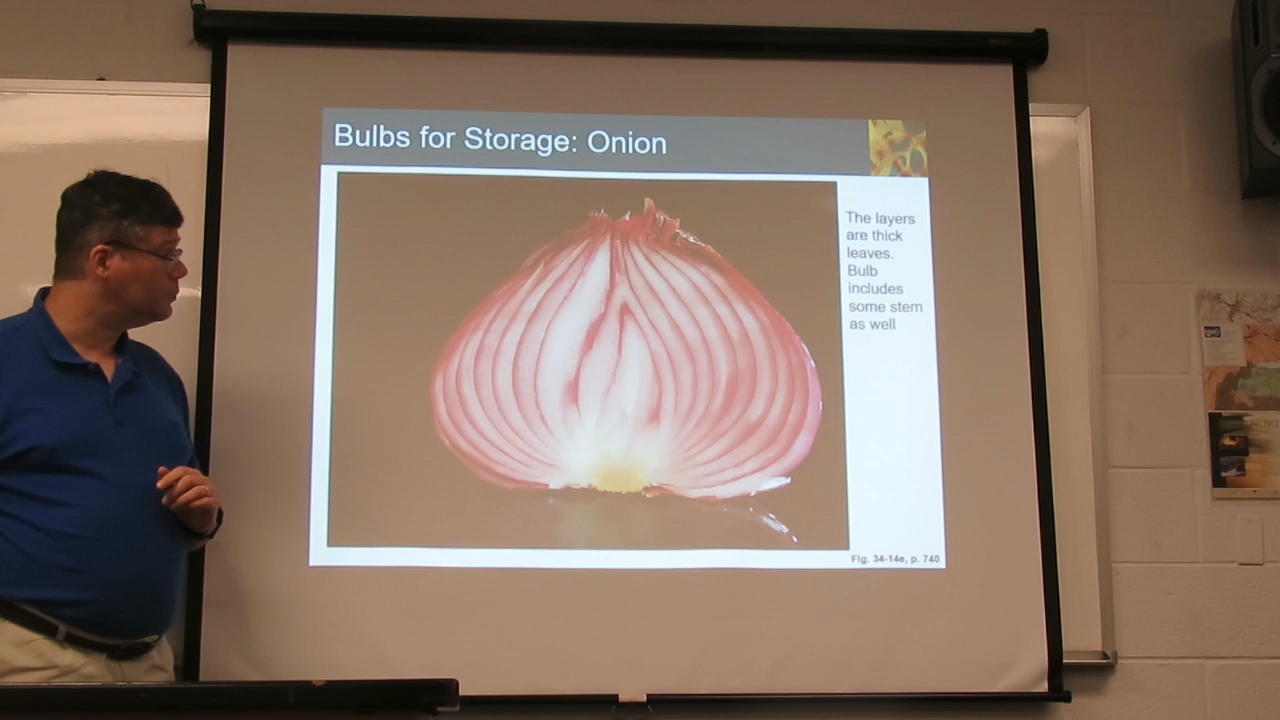 Bulbs for Storage: Onion
The layers
are thick
leaves.
Bulb
includes
some stem
as well
Fig. 34-14e, p. 740